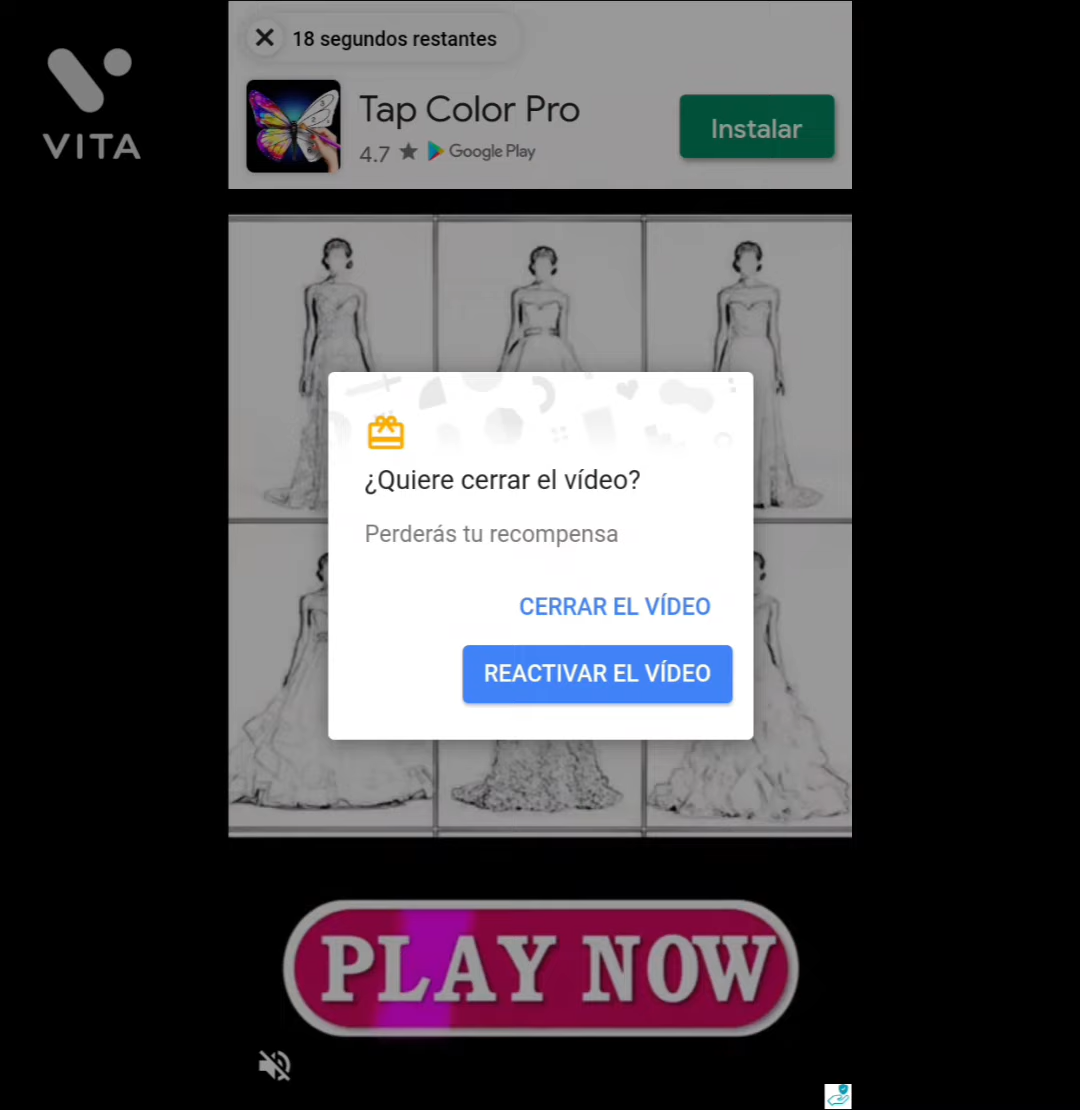 VITA
18 segundos restantes
Tap Color Pro
4.7 ★ Google Play
Instalar
¿Quiere cerrar el vídeo?
Perderás tu recompensa
CERRAR EL VÍDEO
REACTIVAR EL VÍDEO
PLAY NOW